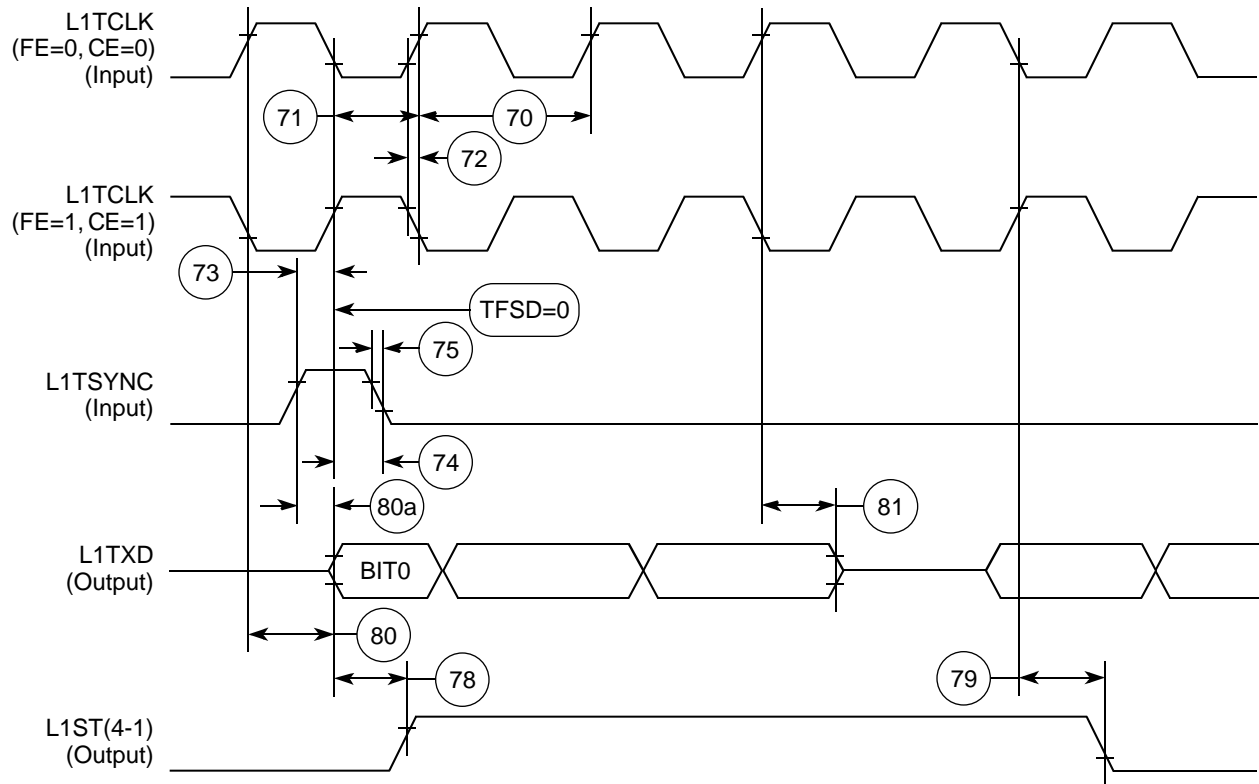 L1TCLK
(FE=0, CE=0)
(Input)
71
70
72
L1TCLK
(FE=1, CE=1)
(Input)
73
TFSD=0
75
L1TSYNC
(Input)
74
80a
81
L1TXD
(Output)
BIT0
80
78
79
L1ST(4-1)
(Output)